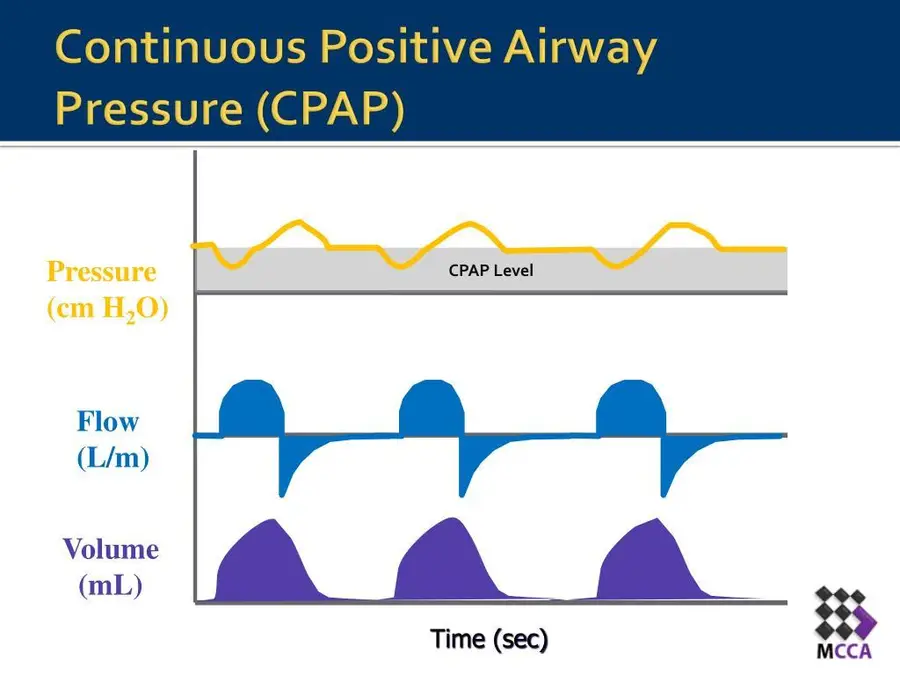 Continuous Positive Airway
Pressure (CPAP)
Pressure
(cm H₂O)
CPAP Level
Flow
(L/m)
Volume
(mL)
Time (sec)
MCCA